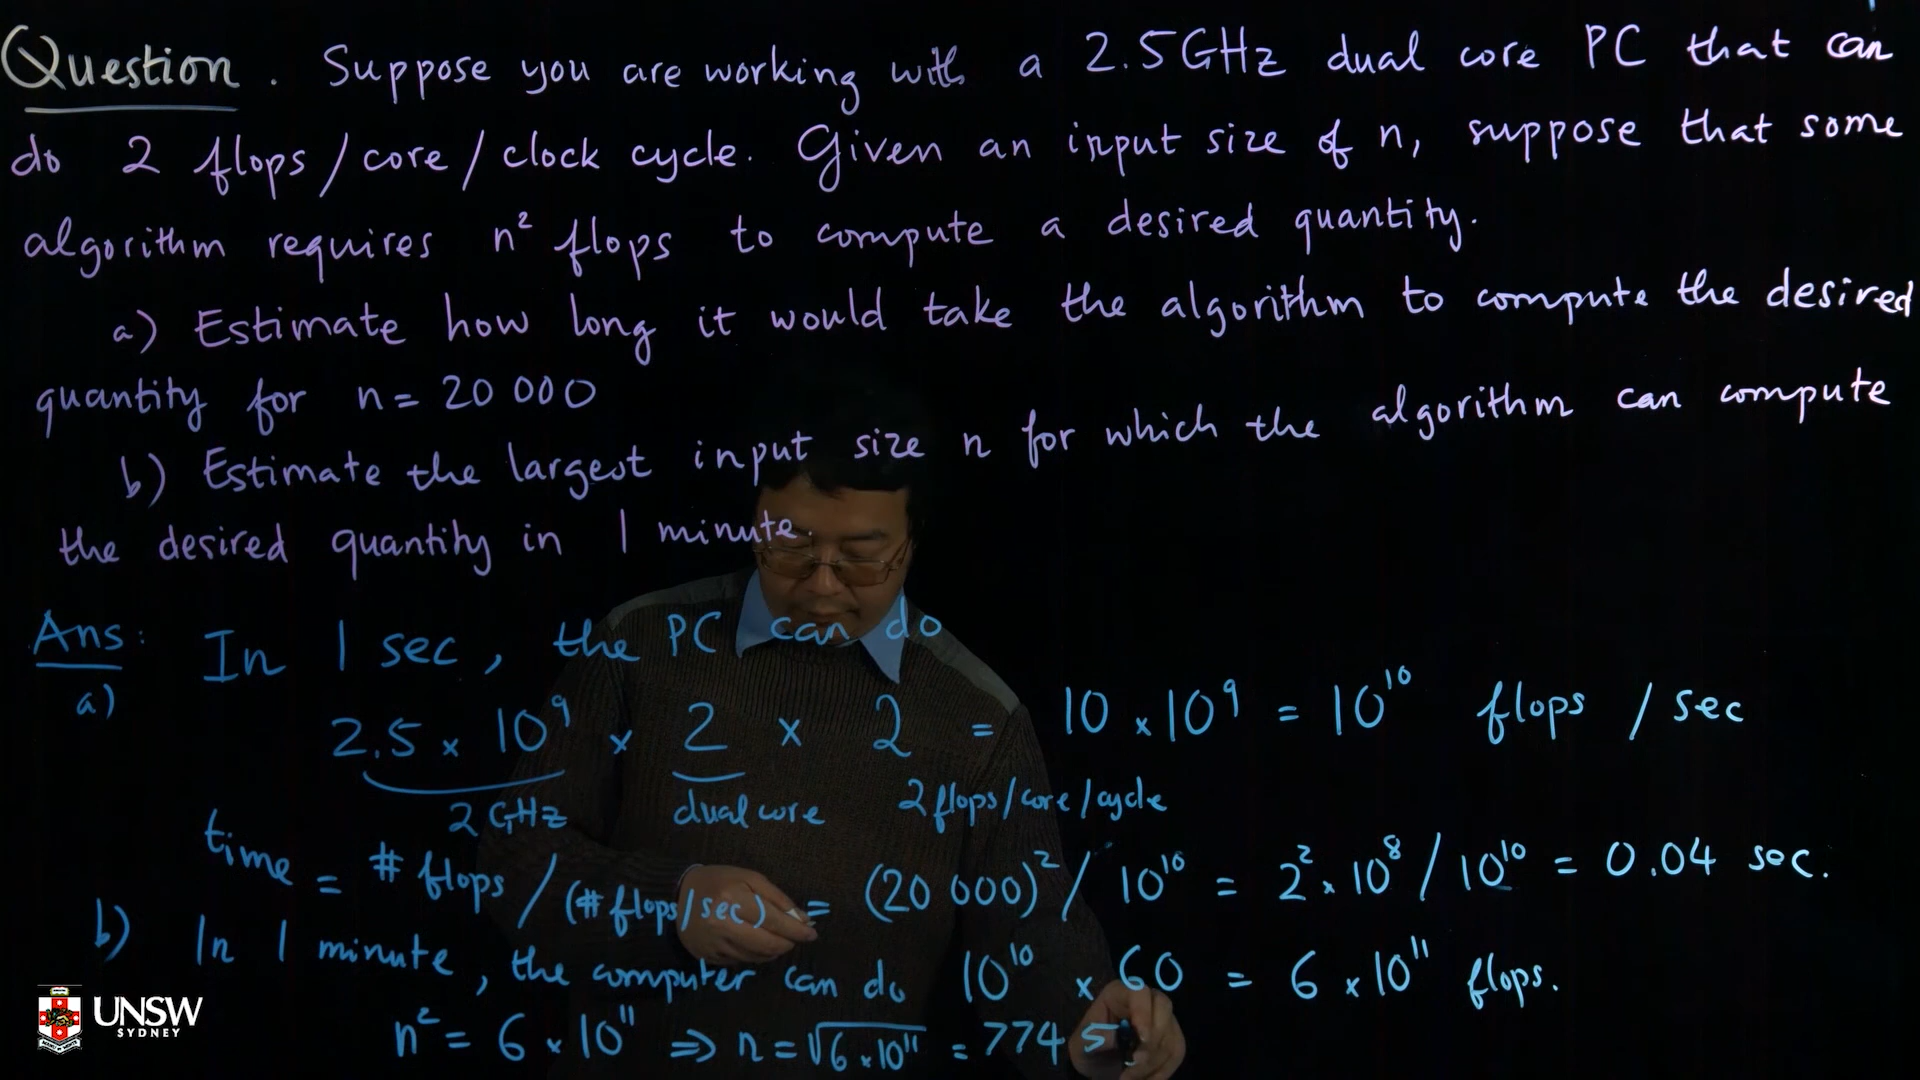 Question. Suppose you are working with a 2.5GHz dual core PC that can
do 2 flops/core/clock cycle. Given an input size of n, suppose that some
algorithm requires n² flops to compute a desired quantity.
a) Estimate how long it would take the algorithm to compute the desired
quantity for n = 20 000
b) Estimate the largest input size n for which the algorithm can compute
the desired quantity in 1 minute.
Ans: In 1 sec, the PC can do
a)
2.5 × 10⁹ × 2 × 2 = 10 × 10⁹ = 10¹⁰ flops / sec
2 GHz dual core 2 flops/core/cycle
time = # flops / (# flops/sec) = (20 000)² / 10¹⁰ = 2² × 10⁸ / 10¹⁰ = 0.04 sec.
b) In 1 minute, the computer can do 10¹⁰ × 60 = 6 × 10¹¹ flops.
n² = 6 × 10¹¹ ⇒ n = √6 × 10¹¹ = 774 5
UNSW
SYDNEY